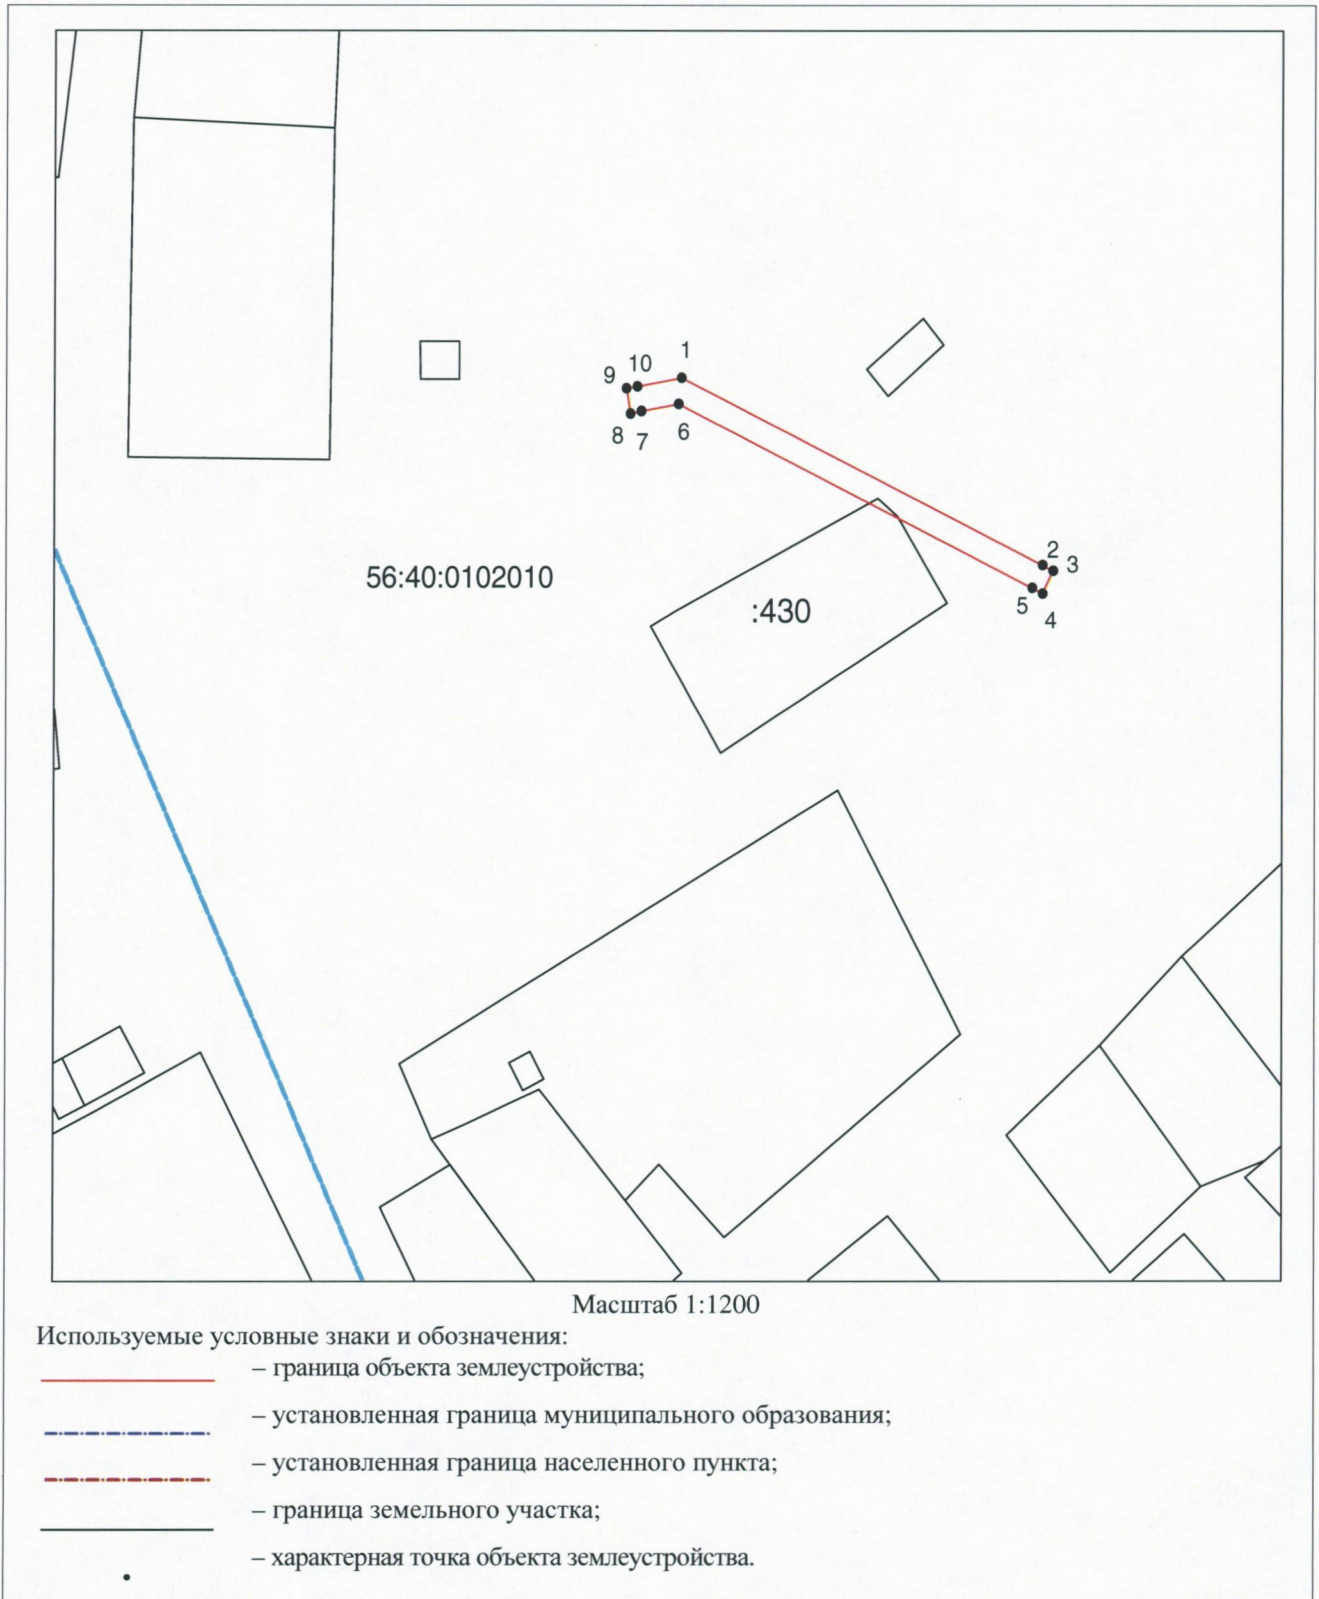 1
10
9
8
7
6
2
3
5
4
56:40:0102010
:430
Масштаб 1:1200
Используемые условные знаки и обозначения:
– граница объекта землеустройства;
– установленная граница муниципального образования;
– установленная граница населенного пункта;
– граница земельного участка;
– характерная точка объекта землеустройства.